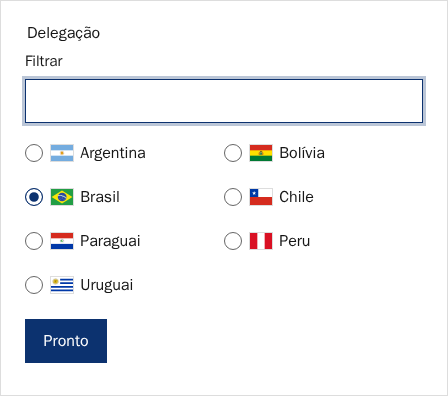 Delegação
Filtrar
Argentina
Bolívia
Brasil
Chile
Paraguai
Peru
Uruguai
Pronto